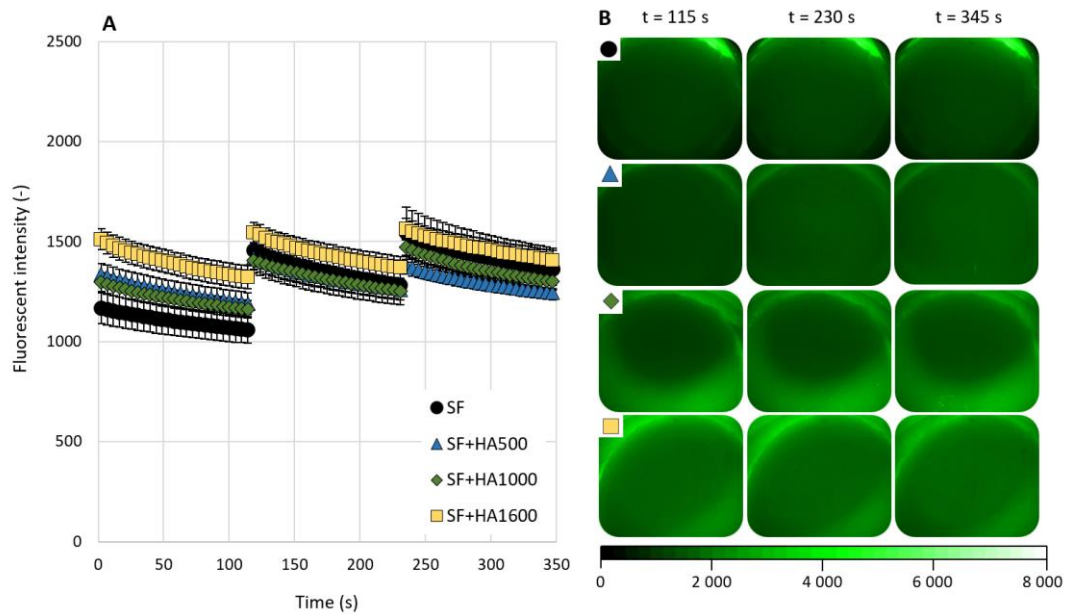 A
2500
2000
1500
1000
500
0
Fluorescent intensity (-)
0 50 100 150 200 250 300 350
Time (s)
SF
SF+HA500
SF+HA1000
SF+HA1600
B
t = 115 s t = 230 s t = 345 s
0 2 000 4 000 6 000 8 000